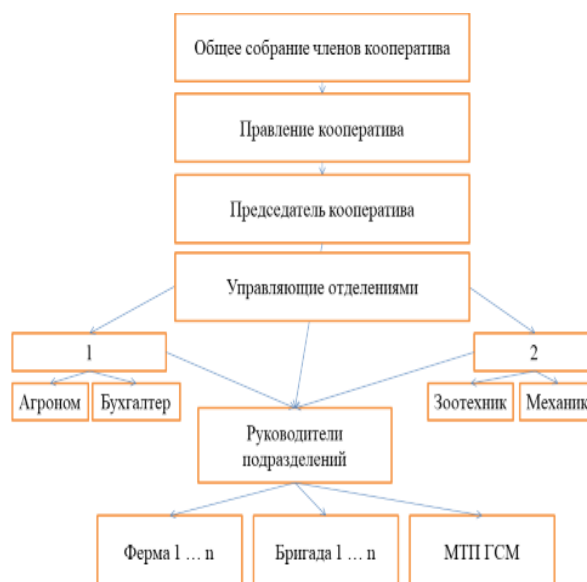 Общее собрание членов кооператива
Правление кооператива
Председатель кооператива
Управляющие отделениями
1
2
Агроном
Бухгалтер
Зоотехник
Механик
Руководители
подразделений
Ферма 1 ... n
Бригада 1 ... n
МТП ГСМ